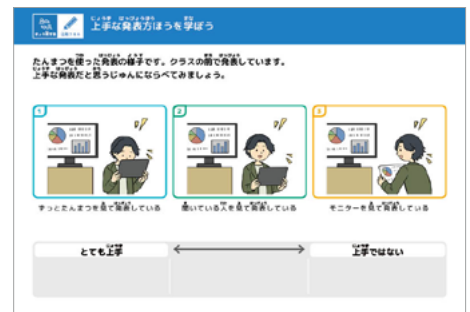 上手な発表方ほうを学ぼう
たんまつを使った発表の様子です。クラスの前で発表しています。
上手な発表だと思うじゅんにならべてみましょう。
1
2
3
ずっとたんまつを見て発表している
聞いている人を見て発表している
モニターを見て発表している
とても上手
上手ではない